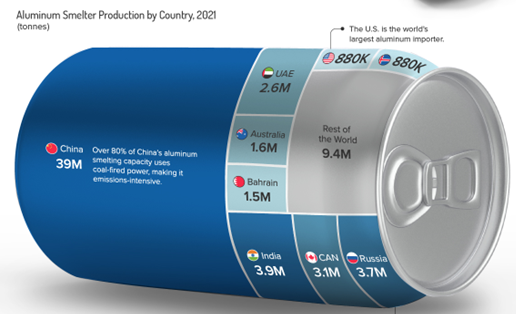 Aluminum Smelter Production by Country, 2021
(tonnes)
The U.S. is the world's
largest aluminum importer.
880K
880K
UAE
2.6M
Australia
1.6M
Rest of
the World
9.4M
China
39M
Over 80% of China's aluminum
smelting capacity uses
coal-fired power, making it
emissions-intensive.
Bahrain
1.5M
India
3.9M
CAN
3.1M
Russia
3.7M